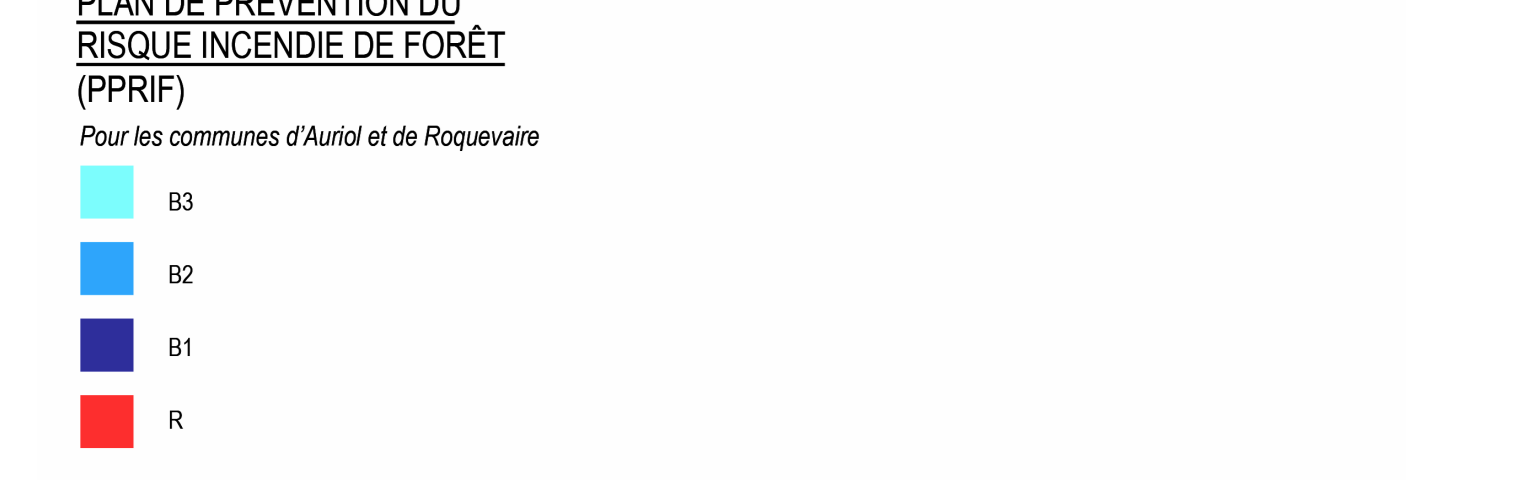 PLAN DE PRÉVENTION DU
RISQUE INCENDIE DE FORÊT
(PPRIF)
Pour les communes d'Auriol et de Roquevaire
B3
B2
B1
R